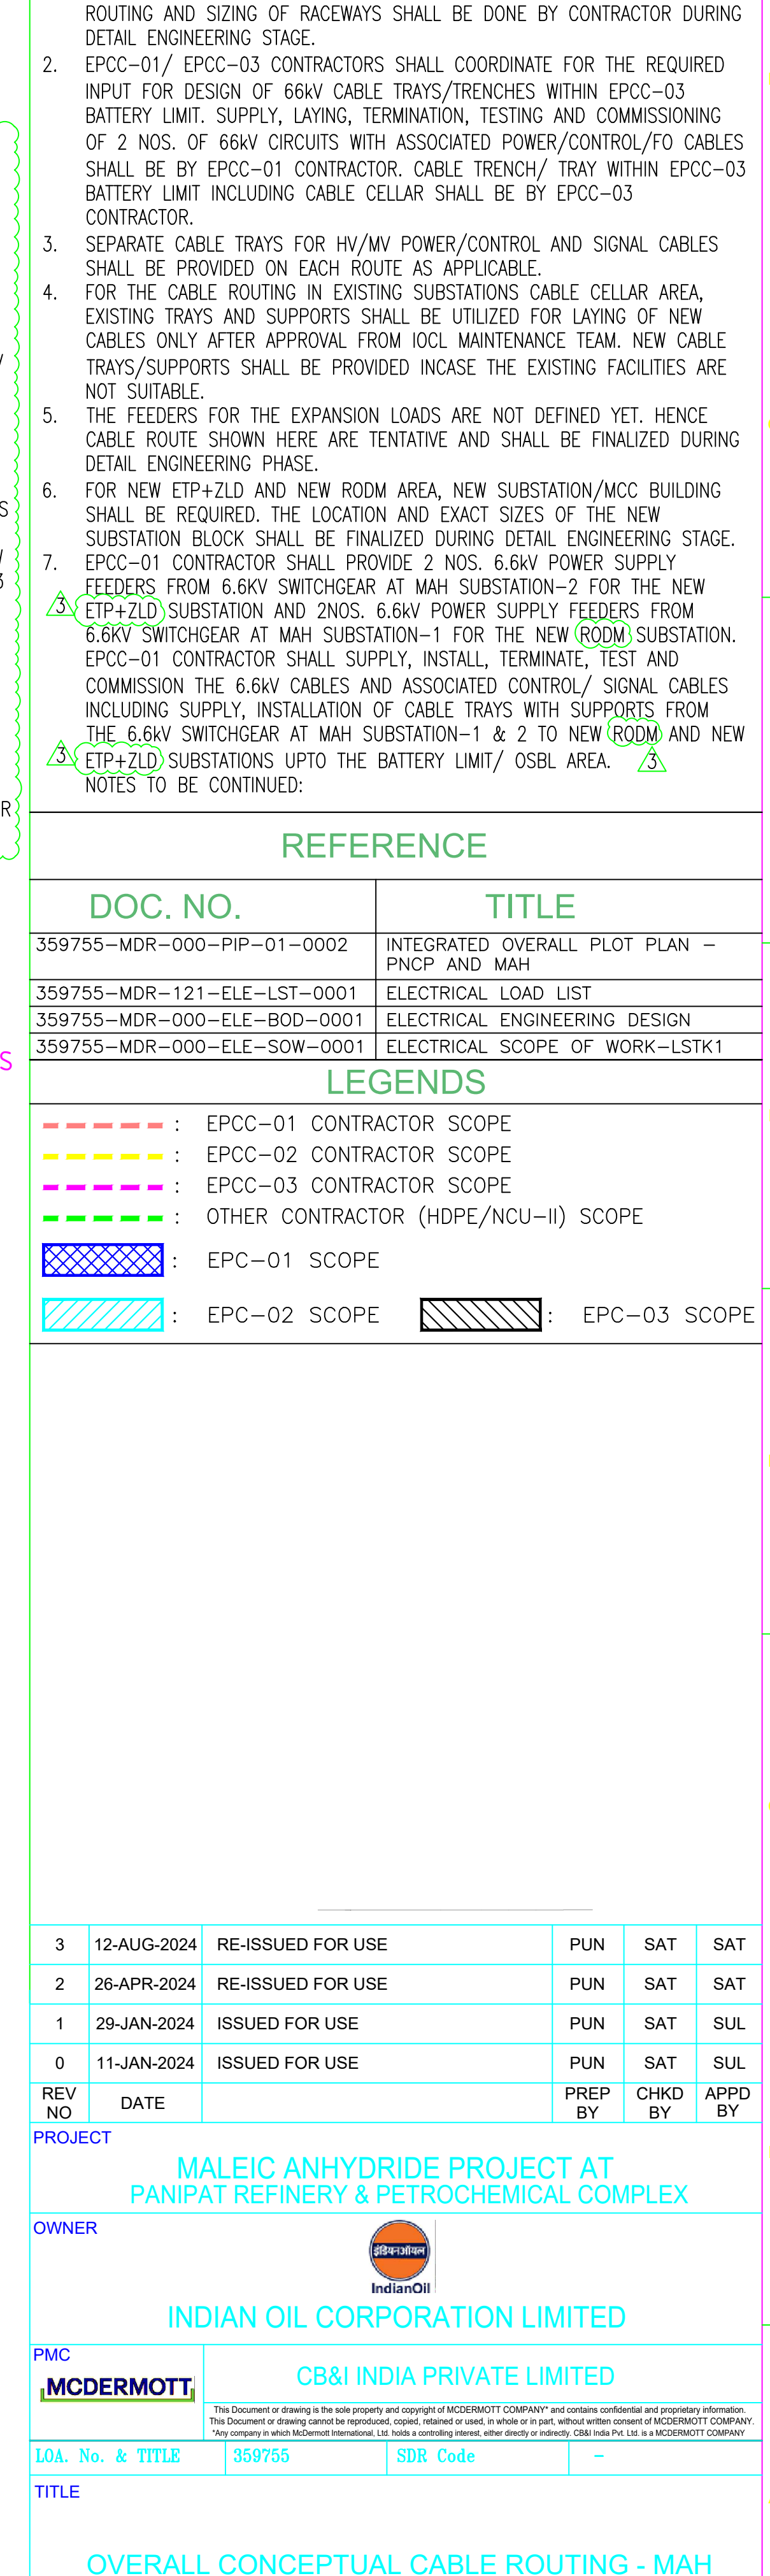 ROUTING AND SIZING OF RACEWAYS SHALL BE DONE BY CONTRACTOR DURING
DETAIL ENGINEERING STAGE.
2. EPCC-01/ EPCC-03 CONTRACTORS SHALL COORDINATE FOR THE REQUIRED
INPUT FOR DESIGN OF 66kV CABLE TRAYS/TRENCHES WITHIN EPCC-03
BATTERY LIMIT. SUPPLY, LAYING, TERMINATION, TESTING AND COMMISSIONING
OF 2 NOS. OF 66kV CIRCUITS WITH ASSOCIATED POWER/CONTROL/FO CABLES
SHALL BE BY EPCC-01 CONTRACTOR. CABLE TRENCH/ TRAY WITHIN EPCC-03
BATTERY LIMIT INCLUDING CABLE CELLAR SHALL BE BY EPCC-03
CONTRACTOR.
3. SEPARATE CABLE TRAYS FOR HV/MV POWER/CONTROL AND SIGNAL CABLES
SHALL BE PROVIDED ON EACH ROUTE AS APPLICABLE.
4. FOR THE CABLE ROUTING IN EXISTING SUBSTATIONS CABLE CELLAR AREA,
EXISTING TRAYS AND SUPPORTS SHALL BE UTILIZED FOR LAYING OF NEW
CABLES ONLY AFTER APPROVAL FROM IOCL MAINTENANCE TEAM. NEW CABLE
TRAYS/SUPPORTS SHALL BE PROVIDED INCASE THE EXISTING FACILITIES ARE
NOT SUITABLE.
5. THE FEEDERS FOR THE EXPANSION LOADS ARE NOT DEFINED YET. HENCE
CABLE ROUTE SHOWN HERE ARE TENTATIVE AND SHALL BE FINALIZED DURING
DETAIL ENGINEERING PHASE.
6. FOR NEW ETP+ZLD AND NEW RODM AREA, NEW SUBSTATION/MCC BUILDING
SHALL BE REQUIRED. THE LOCATION AND EXACT SIZES OF THE NEW
SUBSTATION BLOCK SHALL BE FINALIZED DURING DETAIL ENGINEERING STAGE.
7. EPCC-01 CONTRACTOR SHALL PROVIDE 2 NOS. 6.6kV POWER SUPPLY
FEEDERS FROM 6.6KV SWITCHGEAR AT MAH SUBSTATION-2 FOR THE NEW
3 ETP+ZLD SUBSTATION AND 2NOS. 6.6kV POWER SUPPLY FEEDERS FROM
6.6KV SWITCHGEAR AT MAH SUBSTATION-1 FOR THE NEW RODM SUBSTATION.
EPCC-01 CONTRACTOR SHALL SUPPLY, INSTALL, TERMINATE, TEST AND
COMMISSION THE 6.6kV CABLES AND ASSOCIATED CONTROL/ SIGNAL CABLES
INCLUDING SUPPLY, INSTALLATION OF CABLE TRAYS WITH SUPPORTS FROM
THE 6.6kV SWITCHGEAR AT MAH SUBSTATION-1 & 2 TO NEW RODM AND NEW
3 ETP+ZLD SUBSTATIONS UPTO THE BATTERY LIMIT/ OSBL AREA. 3
NOTES TO BE CONTINUED:
REFERENCE
DOC. NO. TITLE
359755-MDR-000-PIP-01-0002 INTEGRATED OVERALL PLOT PLAN -
PNCP AND MAH
359755-MDR-121-ELE-LST-0001 ELECTRICAL LOAD LIST
359755-MDR-000-ELE-BOD-0001 ELECTRICAL ENGINEERING DESIGN
359755-MDR-000-ELE-SOW-0001 ELECTRICAL SCOPE OF WORK-LSTK1
LEGENDS
: EPCC-01 CONTRACTOR SCOPE
: EPCC-02 CONTRACTOR SCOPE
: EPCC-03 CONTRACTOR SCOPE
: OTHER CONTRACTOR (HDPE/NCU-II) SCOPE
: EPC-01 SCOPE
: EPC-02 SCOPE : EPC-03 SCOPE
3 12-AUG-2024 RE-ISSUED FOR USE PUN SAT SAT
2 26-APR-2024 RE-ISSUED FOR USE PUN SAT SAT
1 29-JAN-2024 ISSUED FOR USE PUN SAT SUL
0 11-JAN-2024 ISSUED FOR USE PUN SAT SUL
REV NO DATE PREP BY CHKD BY APPD BY
PROJECT
MALEIC ANHYDRIDE PROJECT AT
PANIPAT REFINERY & PETROCHEMICAL COMPLEX
OWNER
इंडियनऑयल
IndianOil
INDIAN OIL CORPORATION LIMITED
PMC
MCDERMOTT
CB&I INDIA PRIVATE LIMITED
This Document or drawing is the sole property and copyright of MCDERMOTT COMPANY* and contains confidential and proprietary information.
This Document or drawing cannot be reproduced, copied, retained or used, in whole or in part, without written consent of MCDERMOTT COMPANY.
*Any company in which McDermott International, Ltd. holds a controlling interest, either directly or indirectly. CB&I India Pvt. Ltd. is a MCDERMOTT COMPANY
LOA. No. & TITLE 359755 SDR Code -
TITLE
OVERALL CONCEPTUAL CABLE ROUTING - MAH